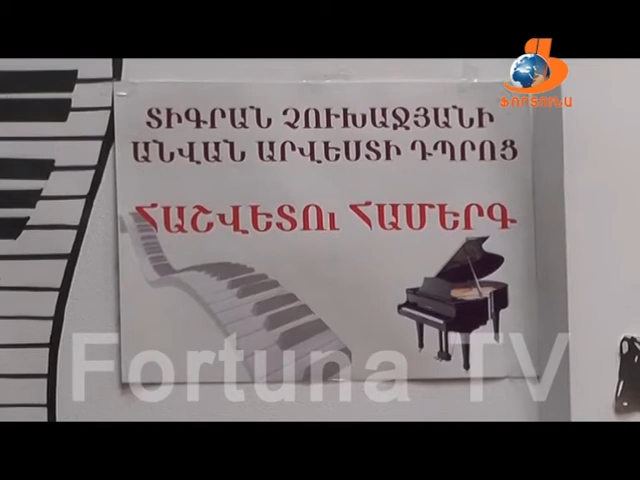 ՖՈՐՏՈՒՆԱ
ՏԻԳՐԱՆ ՉՈՒԽԱՋՅԱՆԻ
ԱՆՎԱՆ ԱՐՎԵՍՏԻ ԴՊՐՈՑ
ՀԱՇՎԵՏՈՒ ՀԱՄԵՐԳ
Fortuna TV